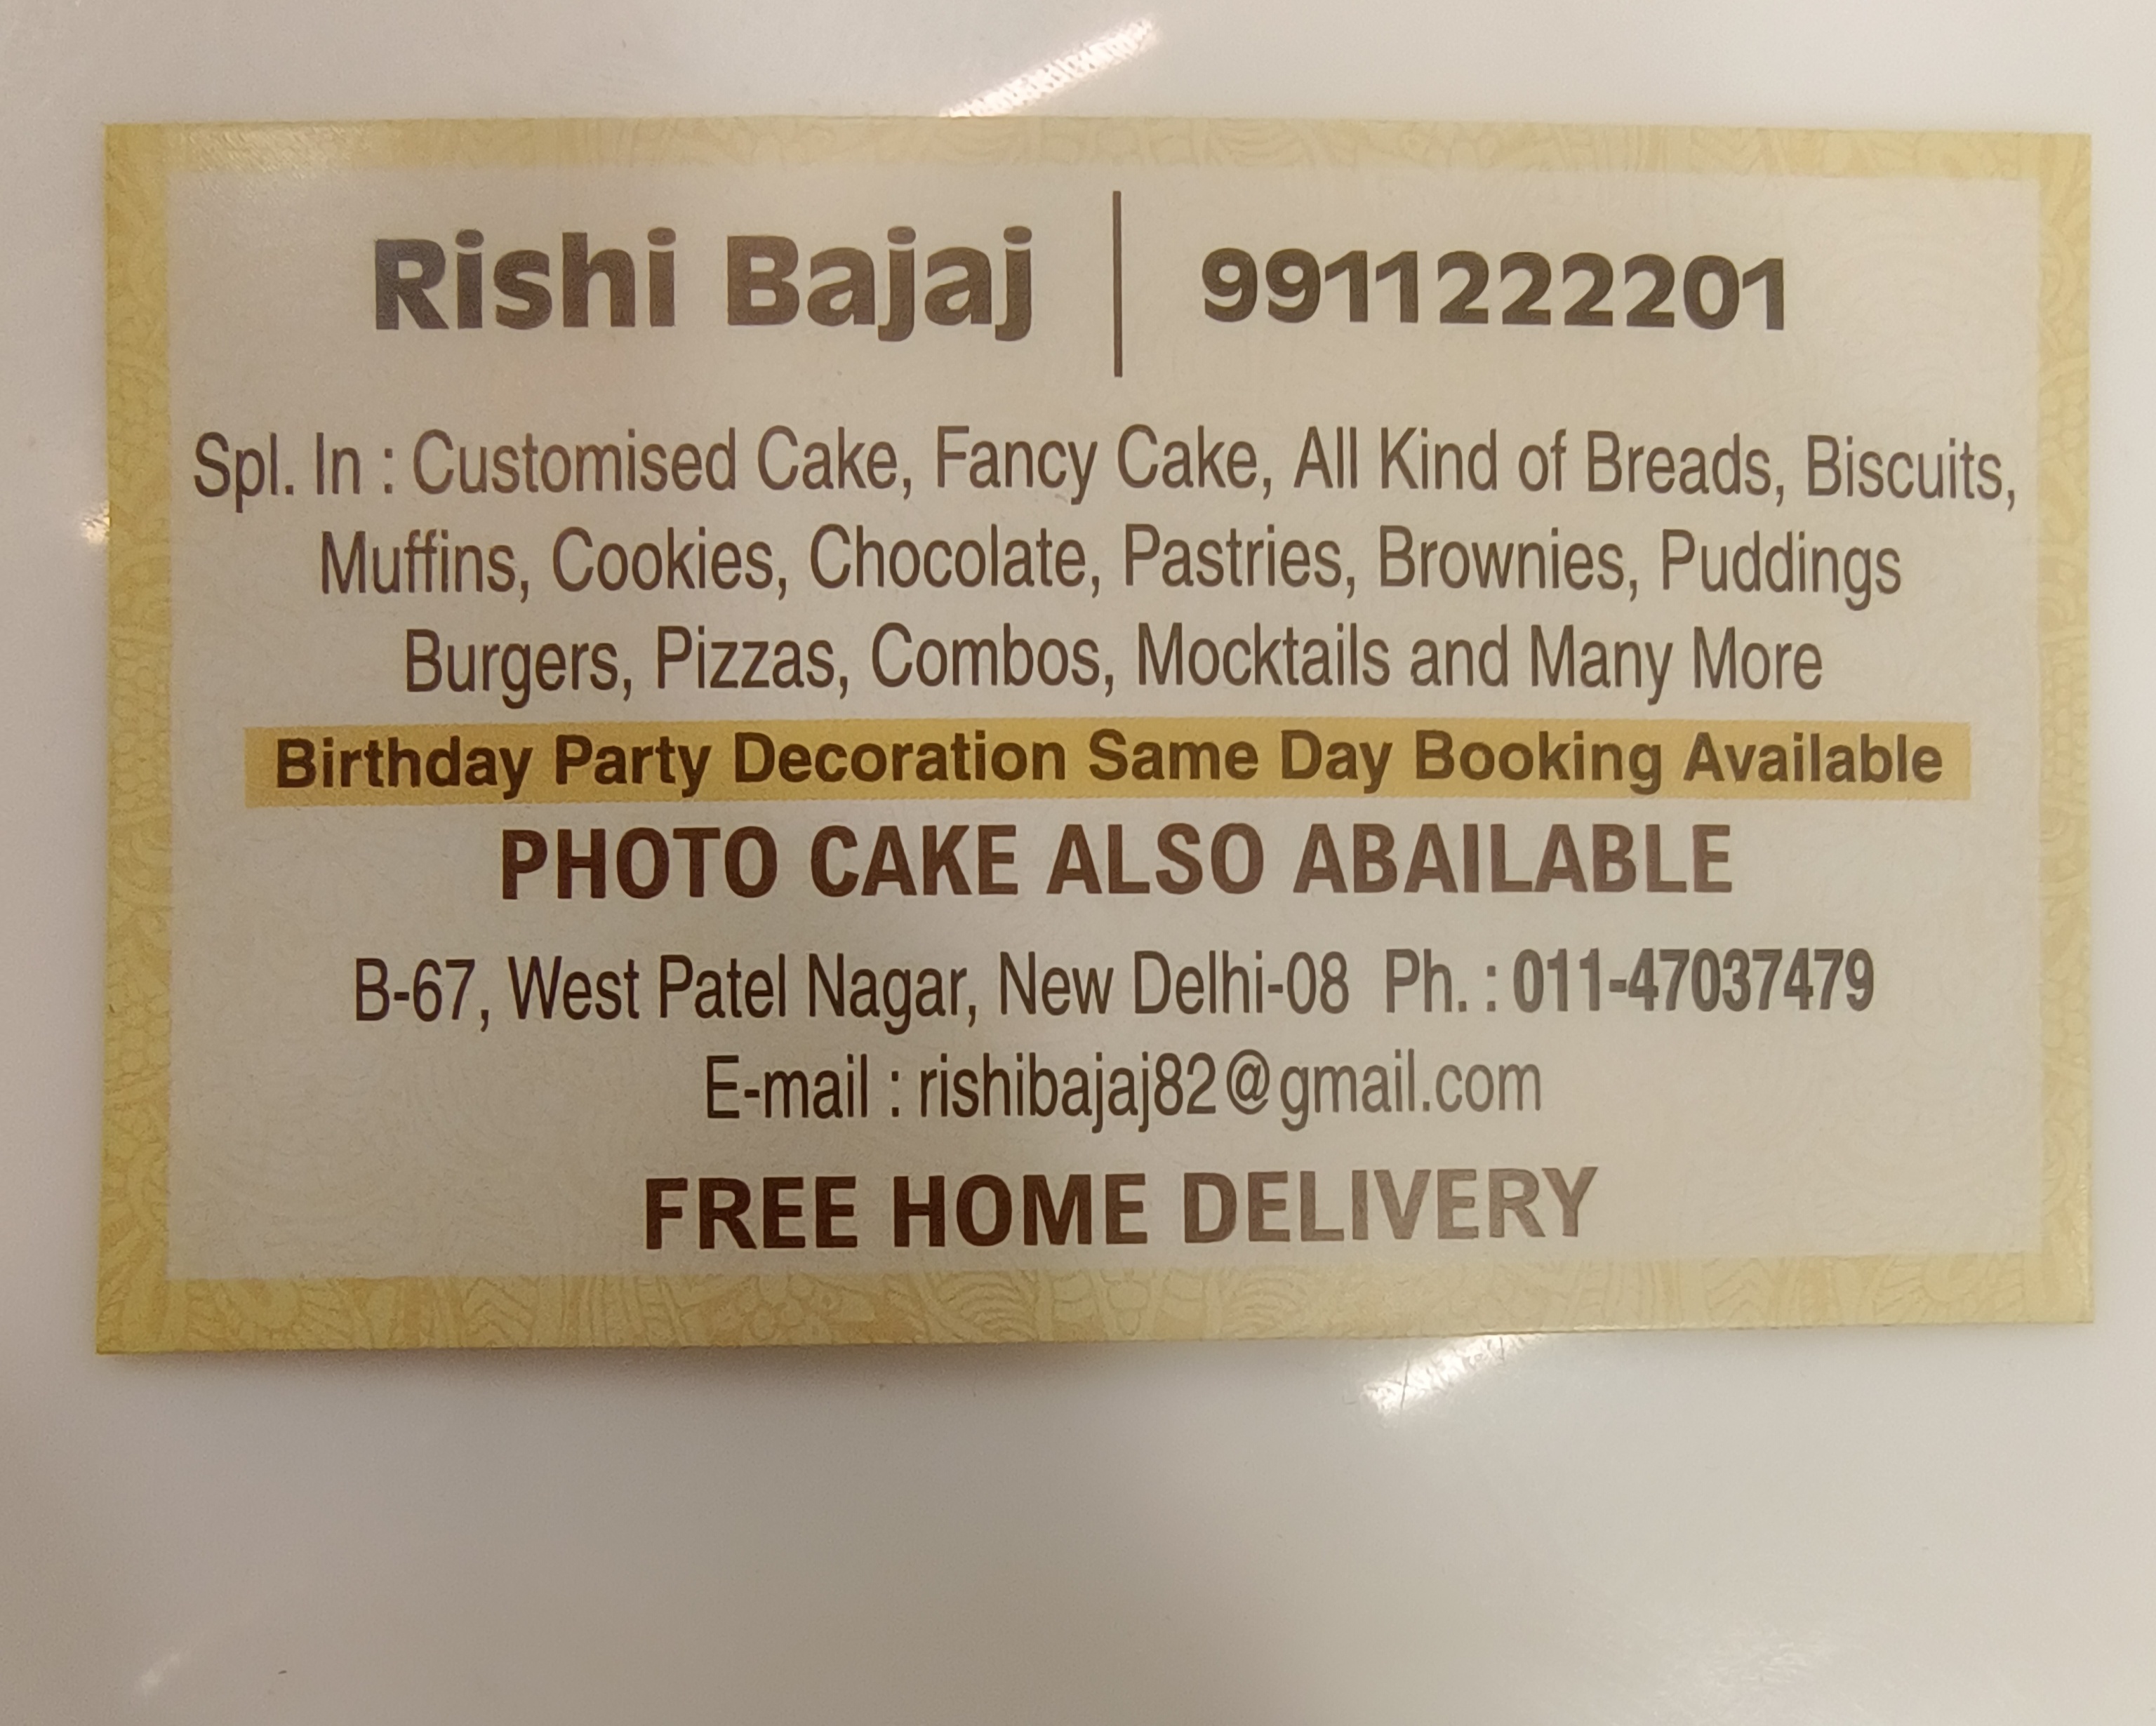 Rishi Bajaj | 9911222201
Spl. In : Customised Cake, Fancy Cake, All Kind of Breads, Biscuits,
Muffins, Cookies, Chocolate, Pastries, Brownies, Puddings
Burgers, Pizzas, Combos, Mocktails and Many More
Birthday Party Decoration Same Day Booking Available
PHOTO CAKE ALSO ABAILABLE
B-67, West Patel Nagar, New Delhi-08 Ph. : 011-47037479
E-mail : rishibajaj82@gmail.com
FREE HOME DELIVERY